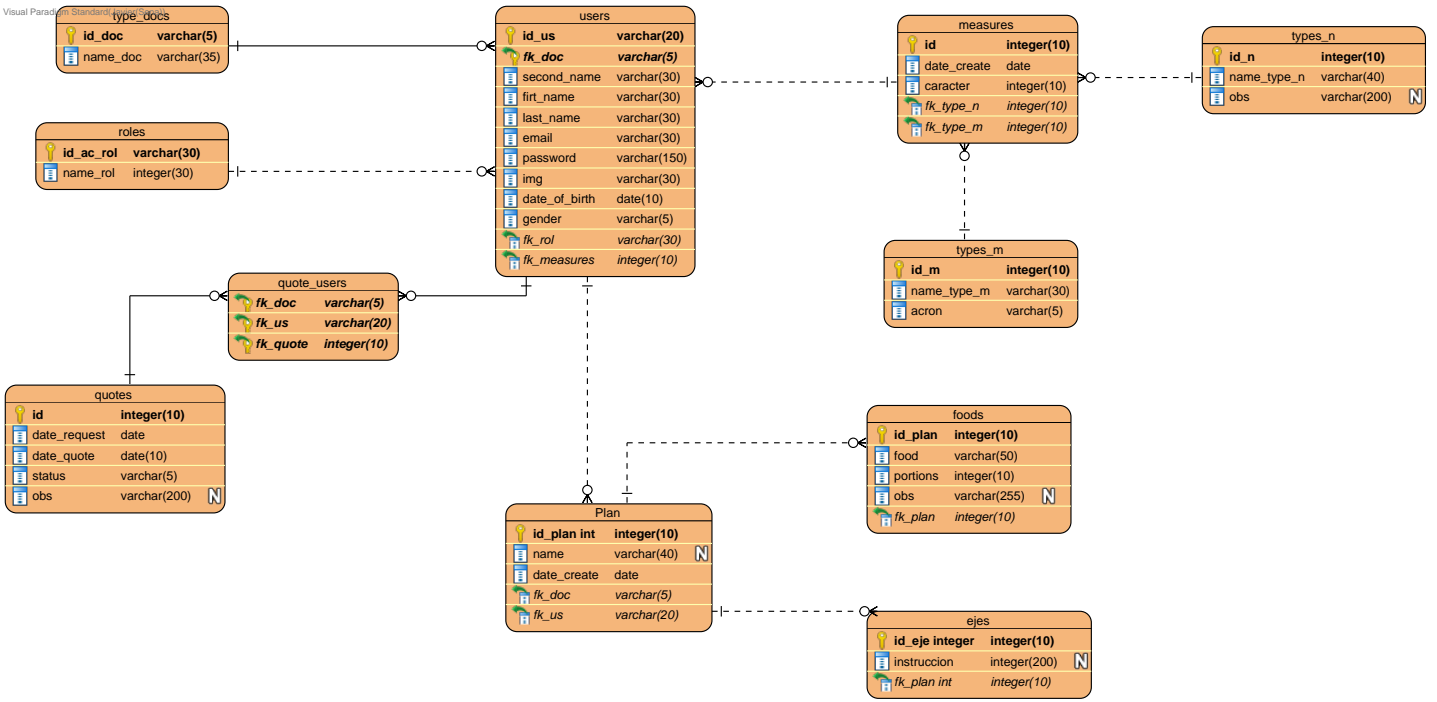 Visual Paradigm Standard(Javier(Sena))
type_docs
id_doc varchar(5)
name_doc varchar(35)
roles
id_ac_rol varchar(30)
name_rol integer(30)
users
id_us varchar(20)
fk_doc varchar(5)
second_name varchar(30)
firt_name varchar(30)
last_name varchar(30)
email varchar(30)
password varchar(150)
img varchar(30)
date_of_birth date(10)
gender varchar(5)
fk_rol varchar(30)
fk_measures integer(10)
measures
id integer(10)
date_create date
caracter integer(10)
fk_type_n integer(10)
fk_type_m integer(10)
types_n
id_n integer(10)
name_type_n varchar(40)
obs varchar(200) N
types_m
id_m integer(10)
name_type_m varchar(30)
acron varchar(5)
quote_users
fk_doc varchar(5)
fk_us varchar(20)
fk_quote integer(10)
quotes
id integer(10)
date_request date
date_quote date(10)
status varchar(5)
obs varchar(200) N
foods
id_plan integer(10)
food varchar(50)
portions integer(10)
obs varchar(255) N
fk_plan integer(10)
Plan
id_plan int integer(10)
name varchar(40) N
date_create date
fk_doc varchar(5)
fk_us varchar(20)
ejes
id_eje integer integer(10)
instruccion integer(200) N
fk_plan int integer(10)